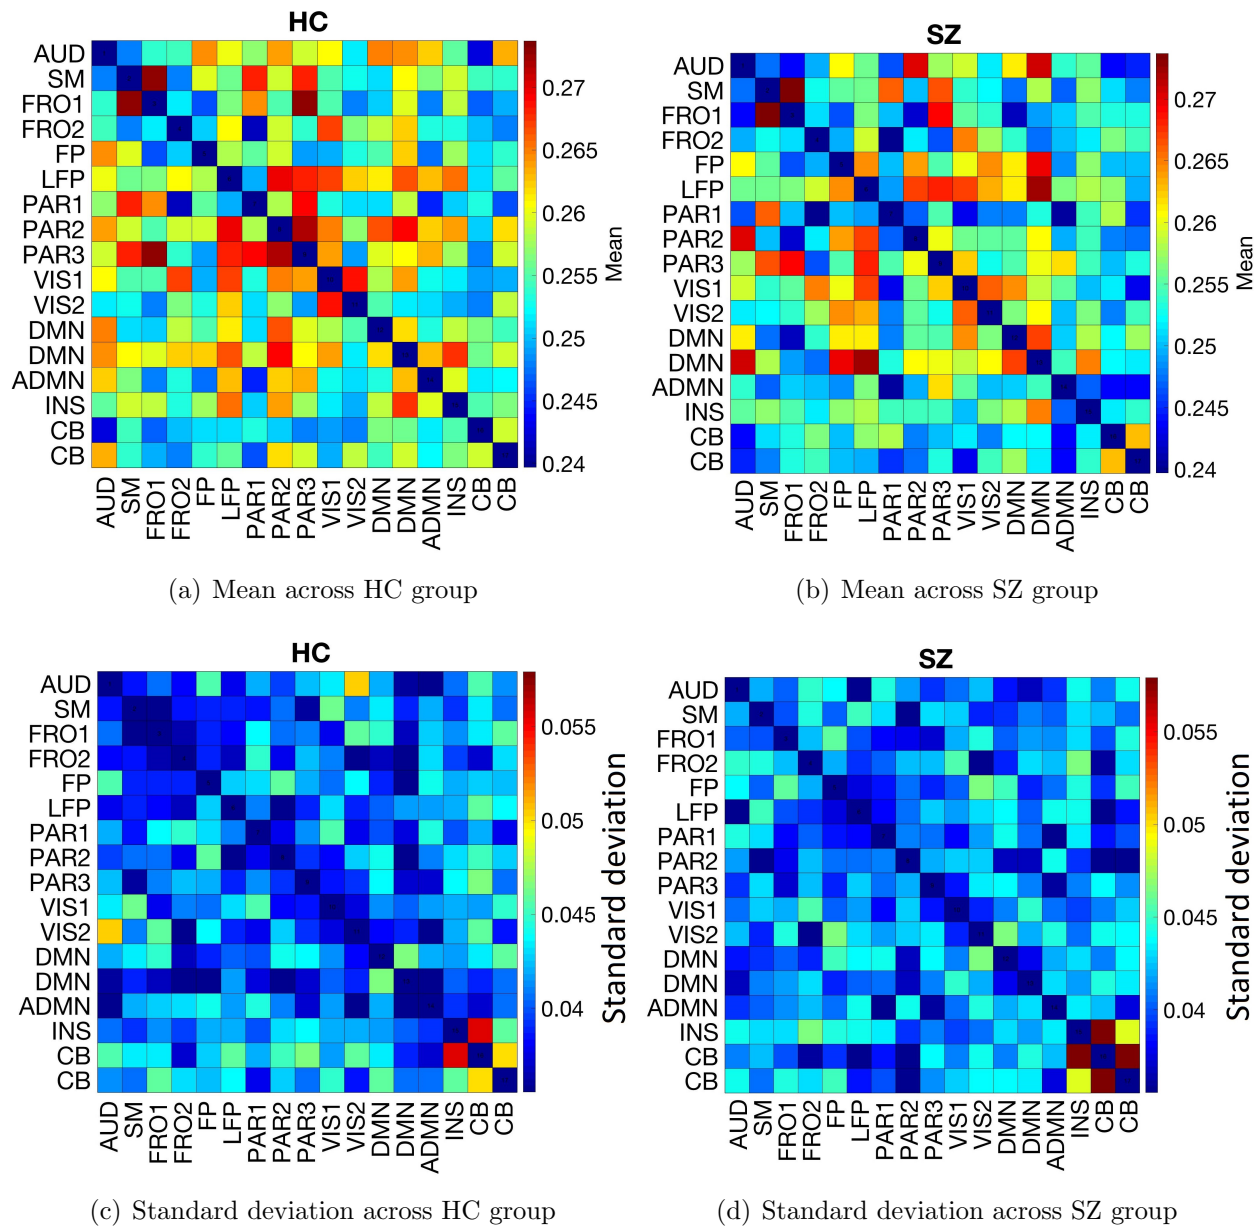 HC
AUD
SM
FRO1
FRO2
FP
LFP
PAR1
PAR2
PAR3
VIS1
VIS2
DMN
DMN
ADMN
INS
CB
CB
AUD SM FRO1 FRO2 FP LFP PAR1 PAR2 PAR3 VIS1 VIS2 DMN DMN ADMN INS CB CB
0.27
0.265
0.26
0.255
0.25
0.245
0.24
Mean
(a) Mean across HC group
SZ
AUD
SM
FRO1
FRO2
FP
LFP
PAR1
PAR2
PAR3
VIS1
VIS2
DMN
DMN
ADMN
INS
CB
CB
AUD SM FRO1 FRO2 FP LFP PAR1 PAR2 PAR3 VIS1 VIS2 DMN DMN ADMN INS CB CB
0.27
0.265
0.26
0.255
0.25
0.245
0.24
Mean
(b) Mean across SZ group
HC
AUD
SM
FRO1
FRO2
FP
LFP
PAR1
PAR2
PAR3
VIS1
VIS2
DMN
DMN
ADMN
INS
CB
CB
AUD SM FRO1 FRO2 FP LFP PAR1 PAR2 PAR3 VIS1 VIS2 DMN DMN ADMN INS CB CB
0.055
0.05
0.045
0.04
Standard deviation
(c) Standard deviation across HC group
SZ
AUD
SM
FRO1
FRO2
FP
LFP
PAR1
PAR2
PAR3
VIS1
VIS2
DMN
DMN
ADMN
INS
CB
CB
AUD SM FRO1 FRO2 FP LFP PAR1 PAR2 PAR3 VIS1 VIS2 DMN DMN ADMN INS CB CB
0.055
0.05
0.045
0.04
Standard deviation
(d) Standard deviation across SZ group